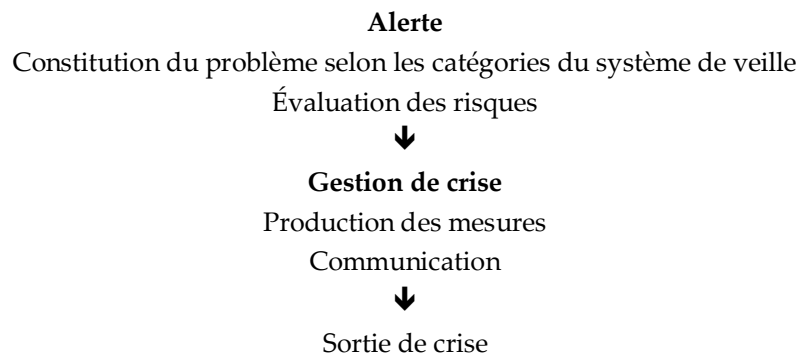 Alerte
Constitution du problème selon les catégories du système de veille
Évaluation des risques
🡻
Gestion de crise
Production des mesures
Communication
🡻
Sortie de crise